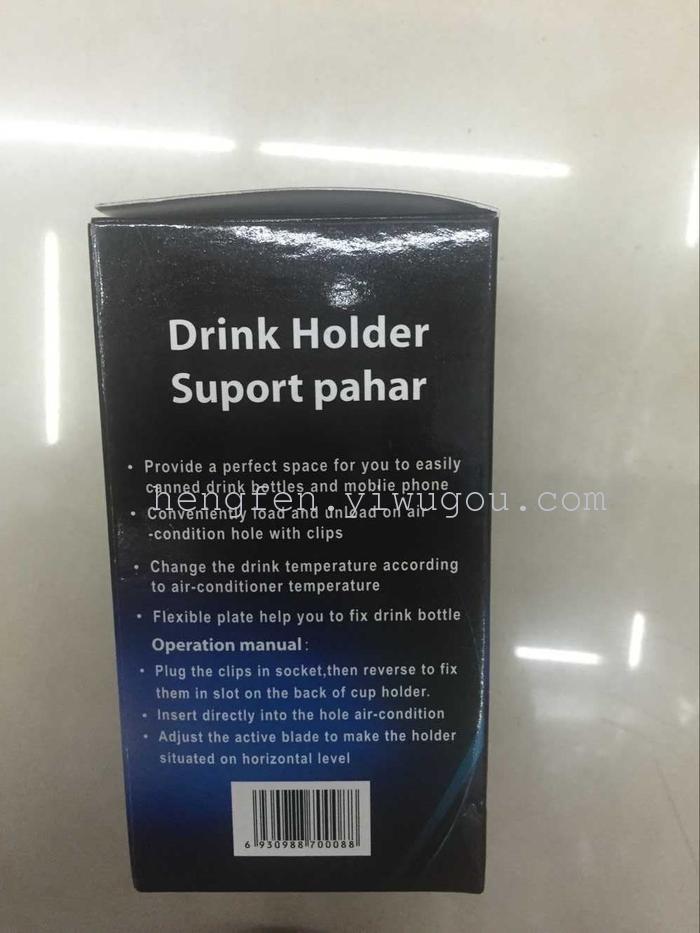 Drink Holder
Suport pahar
• Provide a perfect space for you to easily
canned drink bottles and moblie phone
hengfen.yiwugou.com
• Conveniently load and unload on air
-condition hole with clips
• Change the drink temperature according
to air-conditioner temperature
• Flexible plate help you to fix drink bottle
Operation manual:
• Plug the clips in socket,then reverse to fix
them in slot on the back of cup holder.
• Insert directly into the hole air-condition
• Adjust the active blade to make the holder
situated on horizontal level
6 930988 700088